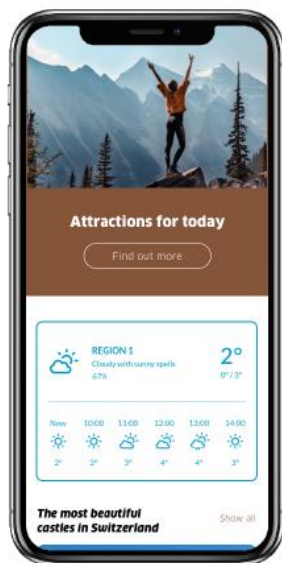 Attractions for today
Find out more
REGION 1
Cloudy with sunny spells
67%
2°
0° / 3°
Now 10:00 11:00 12:00 13:00 14:00
2° 2° 3° 4° 4° 3°
The most beautiful
castles in Switzerland
Show all